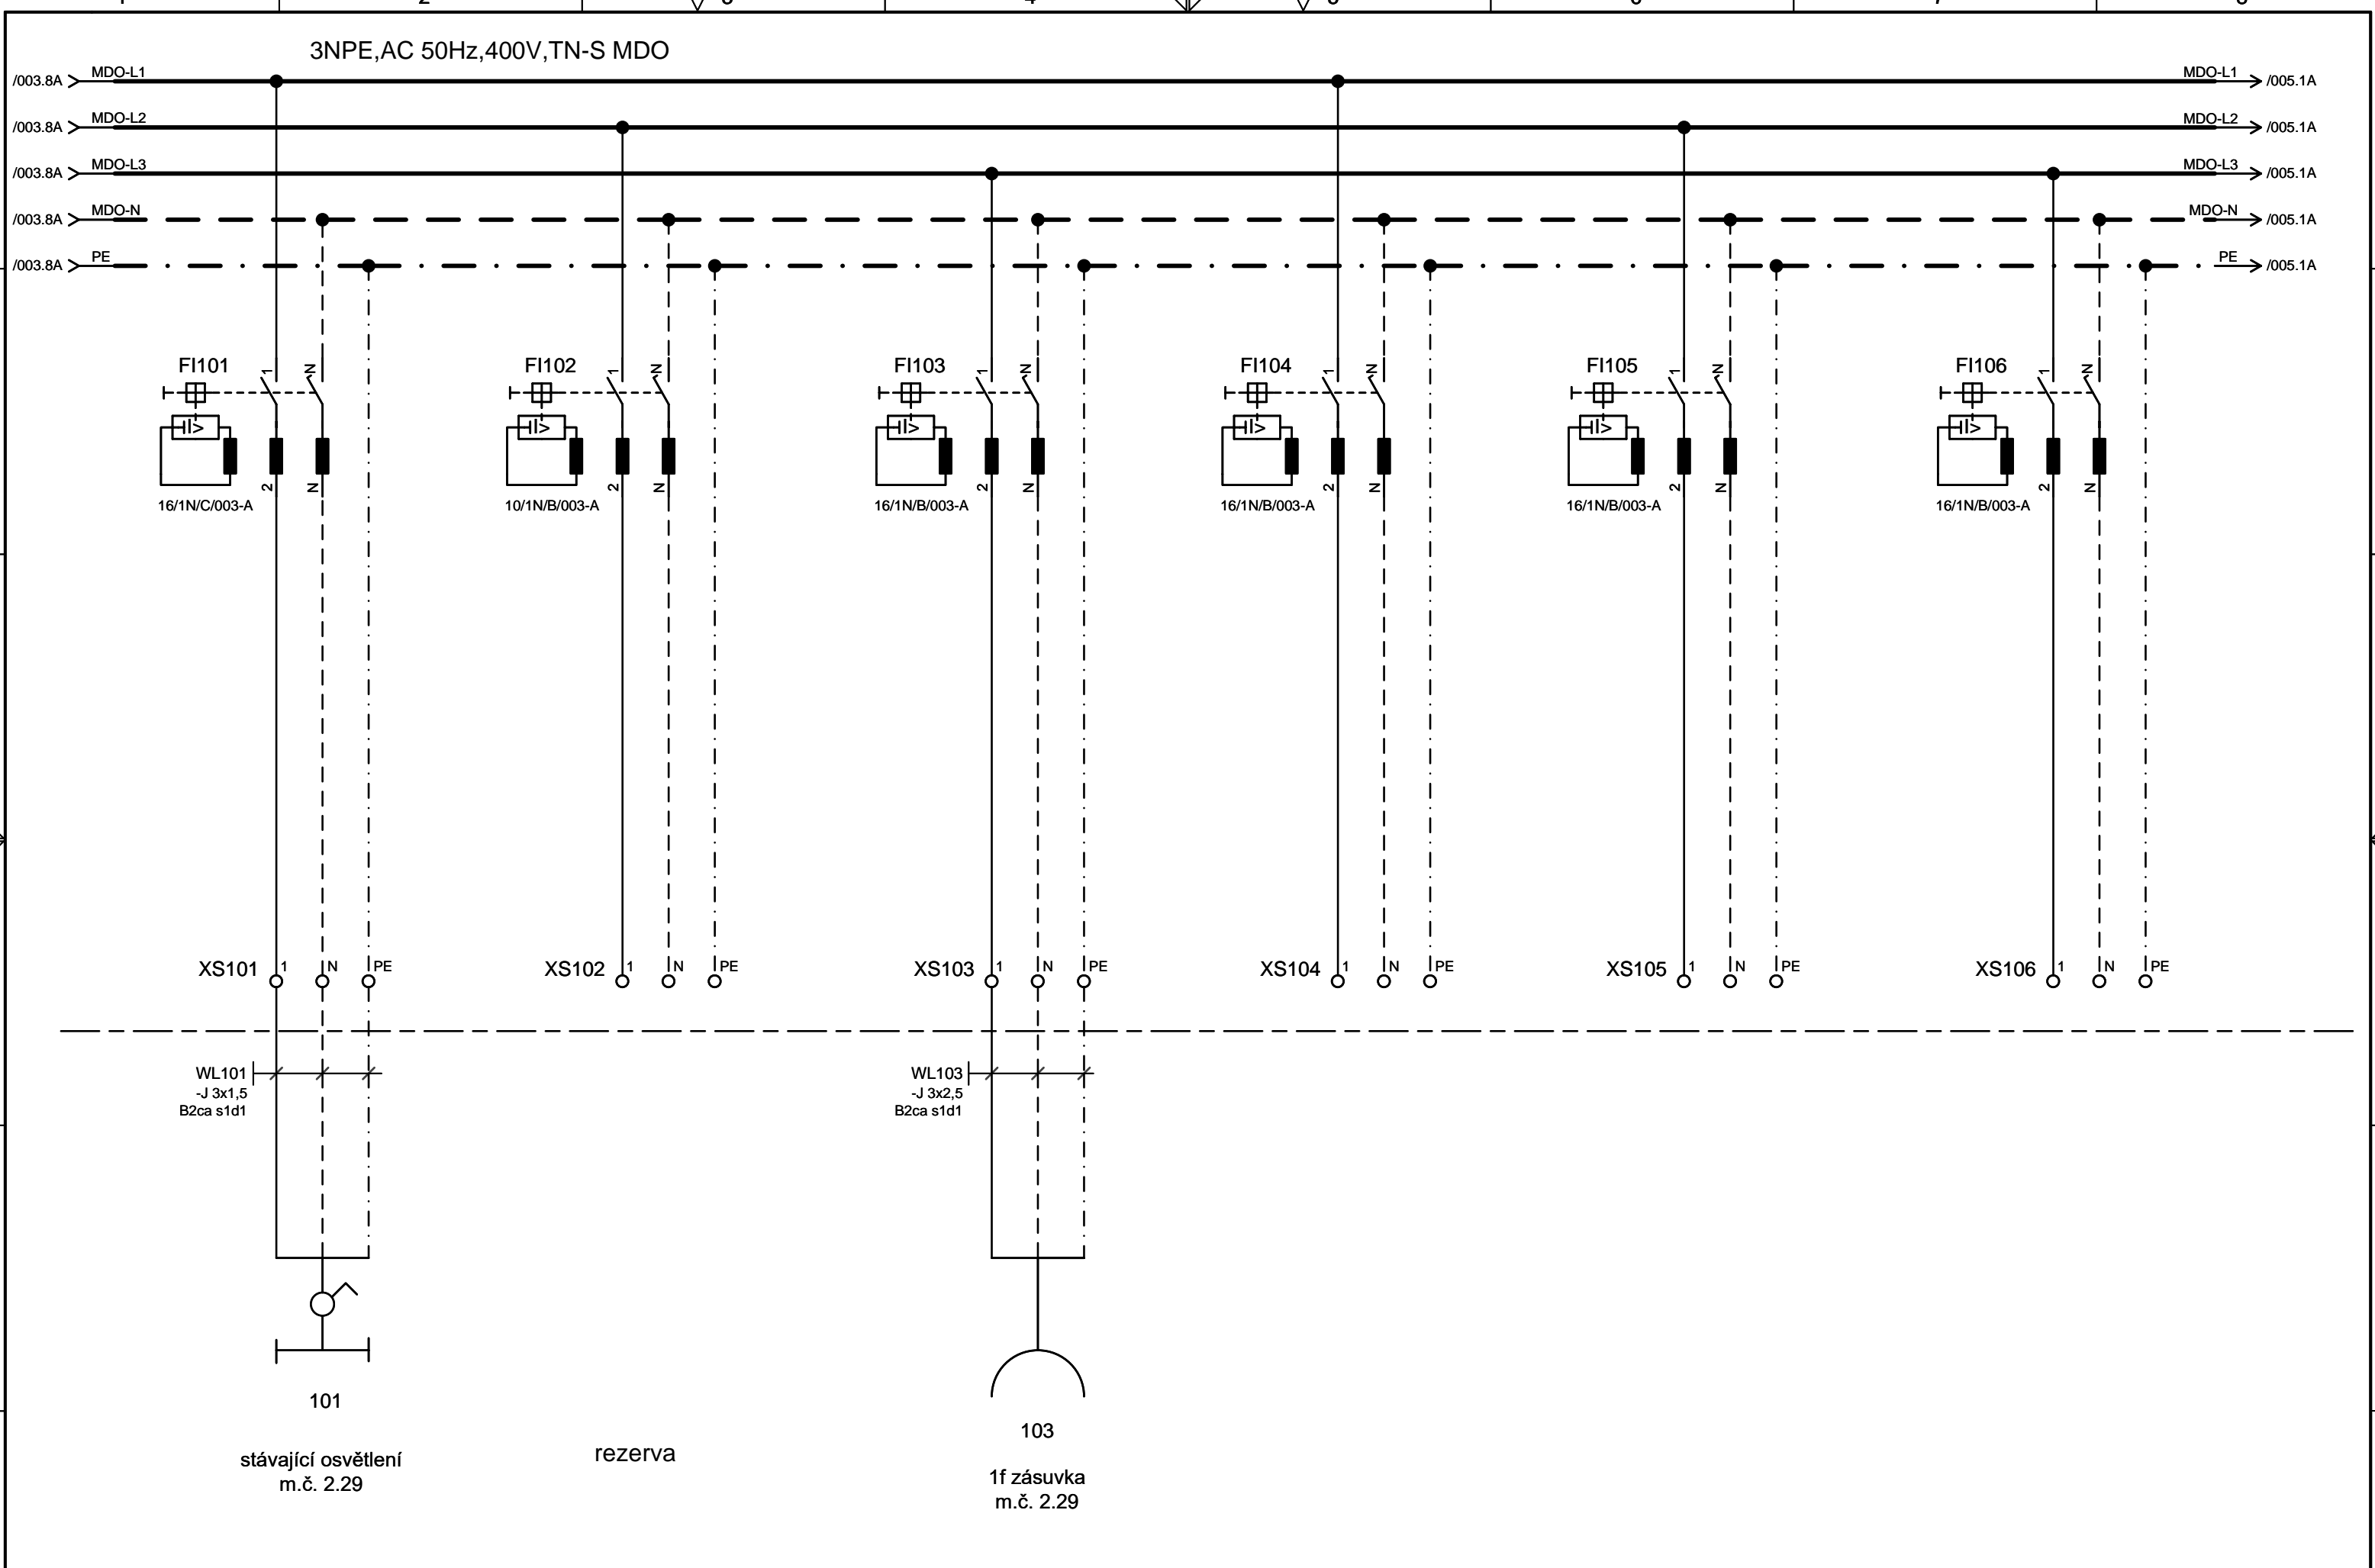 3NPE,AC 50Hz,400V,TN-S MDO
/003.8A MDO-L1 MDO-L1 /005.1A
/003.8A MDO-L2 MDO-L2 /005.1A
/003.8A MDO-L3 MDO-L3 /005.1A
/003.8A MDO-N MDO-N /005.1A
/003.8A PE PE /005.1A
FI101 1 N FI102 1 N FI103 1 N FI104 1 N FI105 1 N FI106 1 N
I> I> I> I> I> I>
2 N 2 N 2 N 2 N 2 N 2 N
16/1N/C/003-A 10/1N/B/003-A 16/1N/B/003-A 16/1N/B/003-A 16/1N/B/003-A 16/1N/B/003-A
XS101 1 N PE XS102 1 N PE XS103 1 N PE XS104 1 N PE XS105 1 N PE XS106 1 N PE
WL101 WL103
-J 3x1,5 -J 3x2,5
B2ca s1d1 B2ca s1d1
101
stávající osvětlení
m.č. 2.29
rezerva
103
1f zásuvka
m.č. 2.29